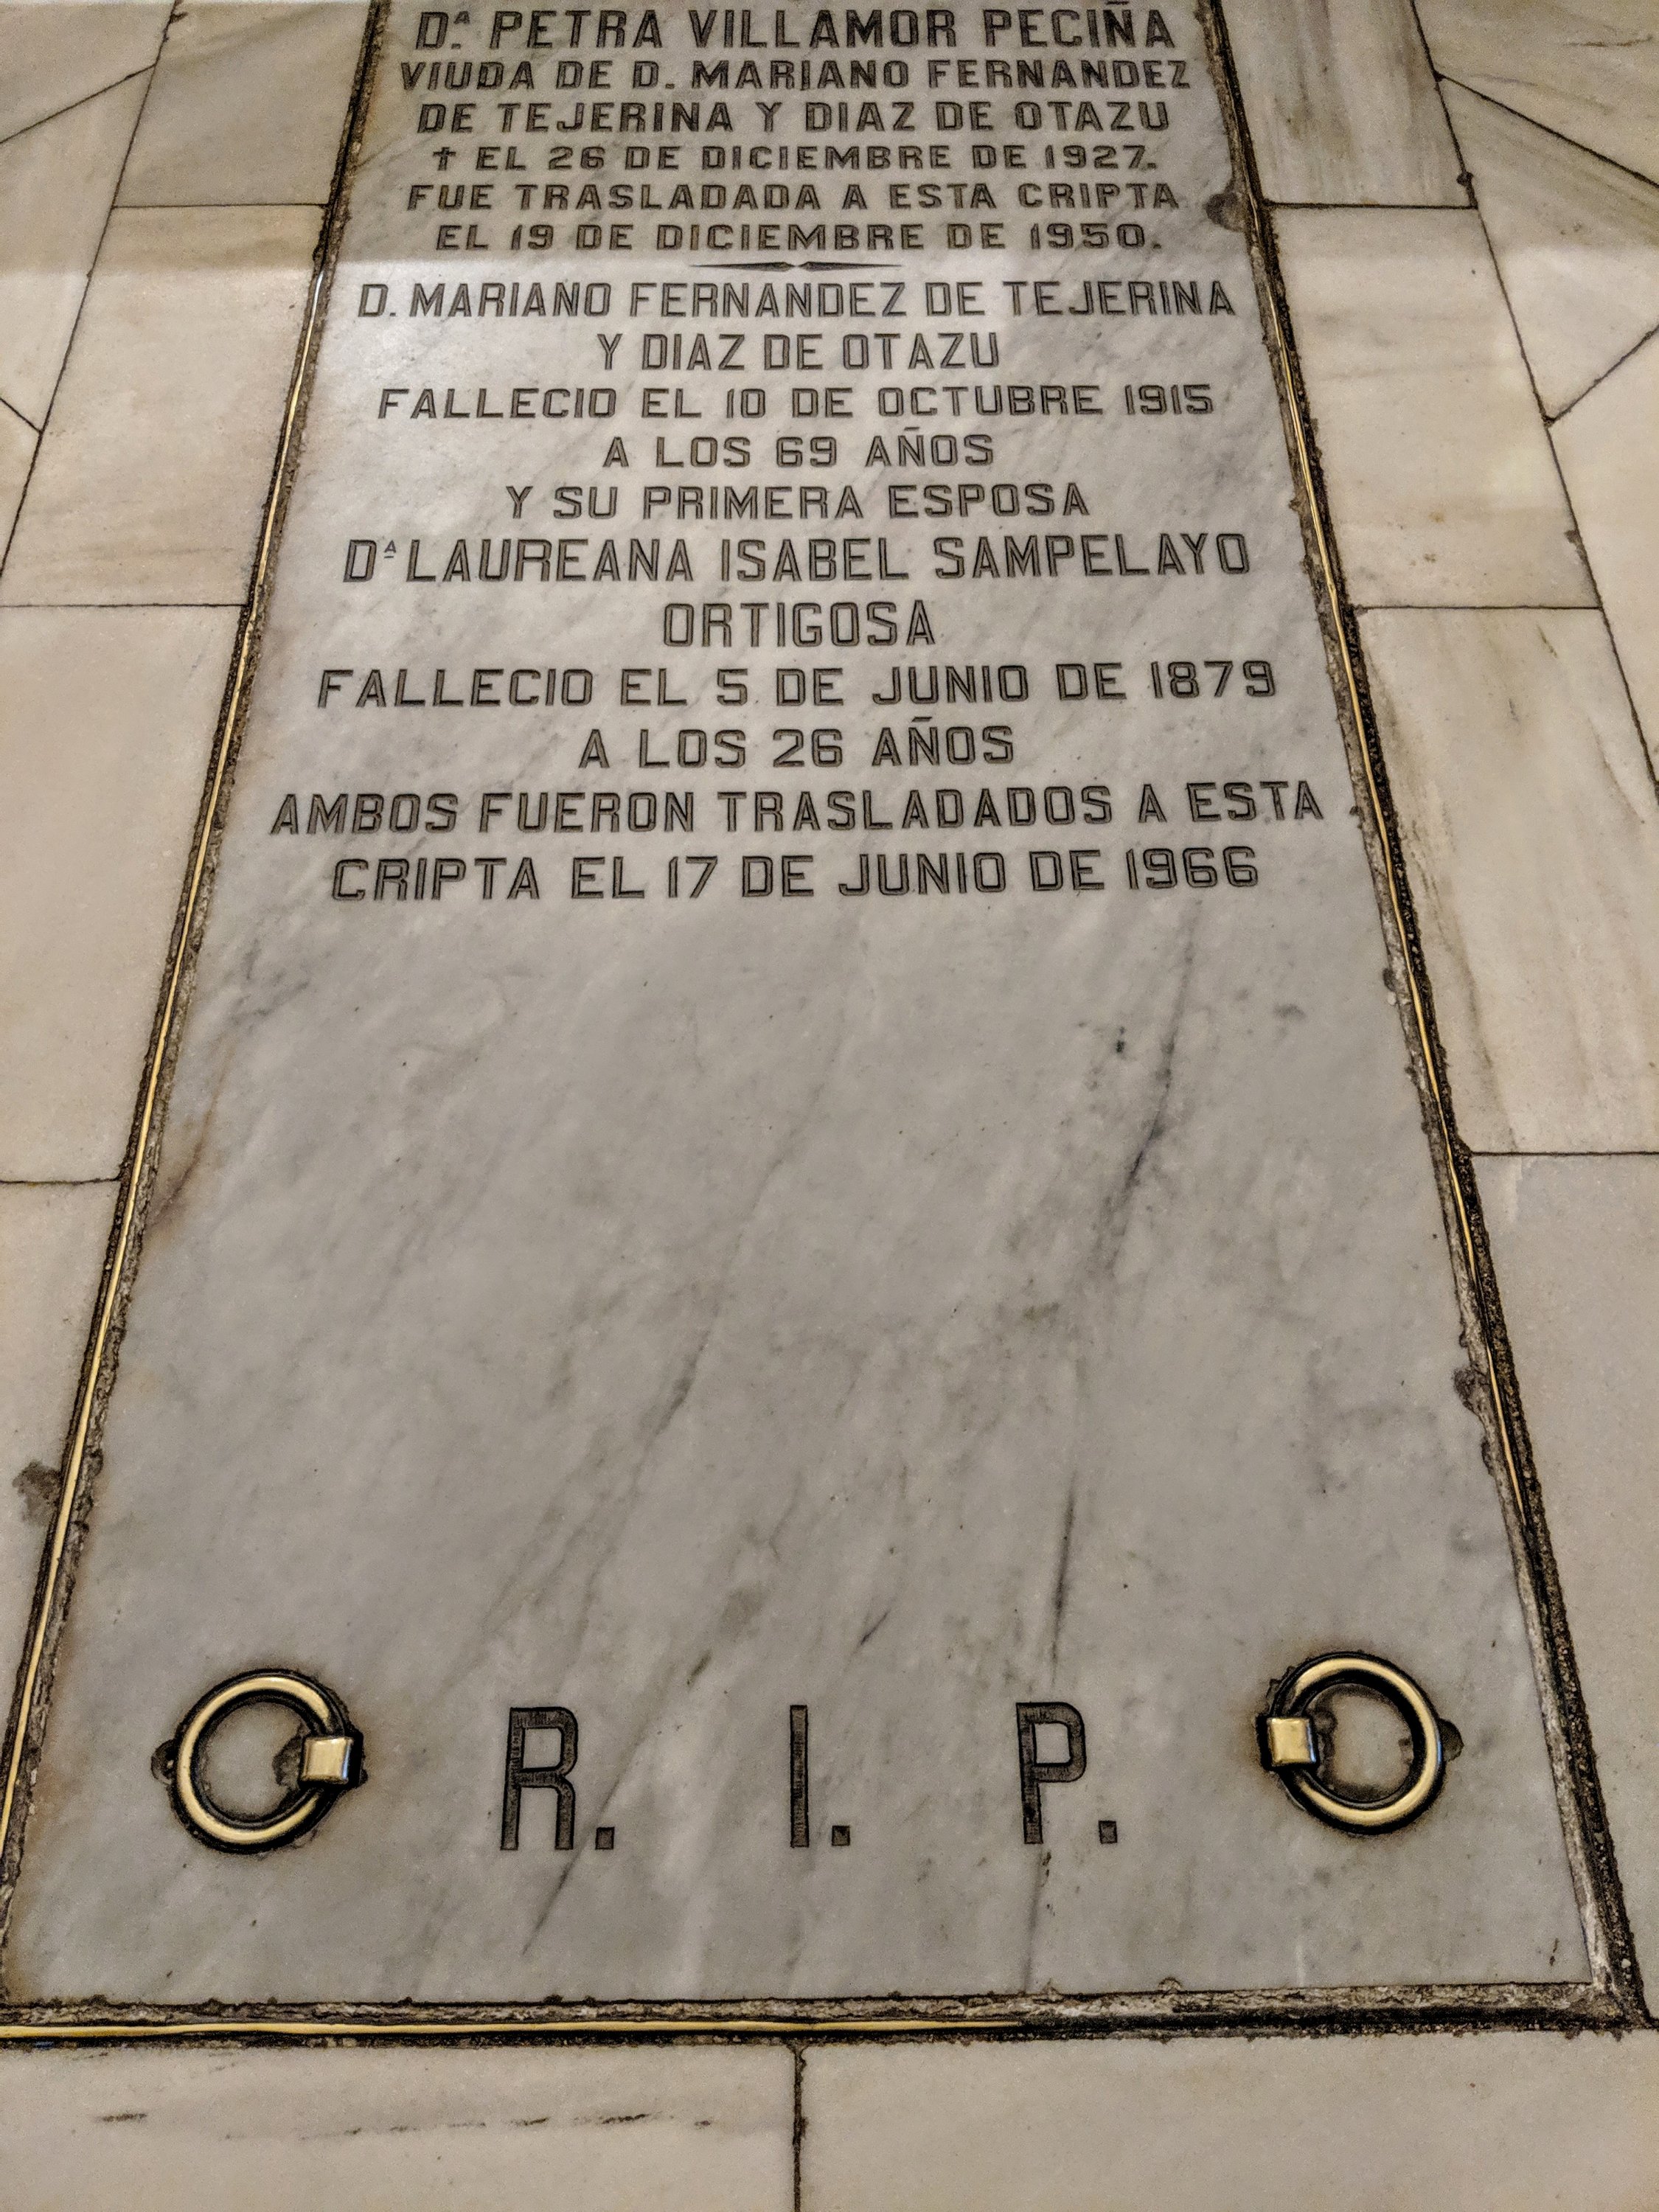 Dª. PETRA VILLAMOR PECIÑA
VIUDA DE D. MARIANO FERNANDEZ
DE TEJERINA Y DIAZ DE OTAZU
† EL 26 DE DICIEMBRE DE 1927.
FUE TRASLADADA A ESTA CRIPTA
EL 19 DE DICIEMBRE DE 1950.
D. MARIANO FERNANDEZ DE TEJERINA
Y DIAZ DE OTAZU
FALLECIO EL 10 DE OCTUBRE 1915
A LOS 69 AÑOS
Y SU PRIMERA ESPOSA
Dª LAUREANA ISABEL SAMPELAYO
ORTIGOSA
FALLECIO EL 5 DE JUNIO DE 1879
A LOS 26 AÑOS
AMBOS FUERON TRASLADADOS A ESTA
CRIPTA EL 17 DE JUNIO DE 1966
R. I. P.